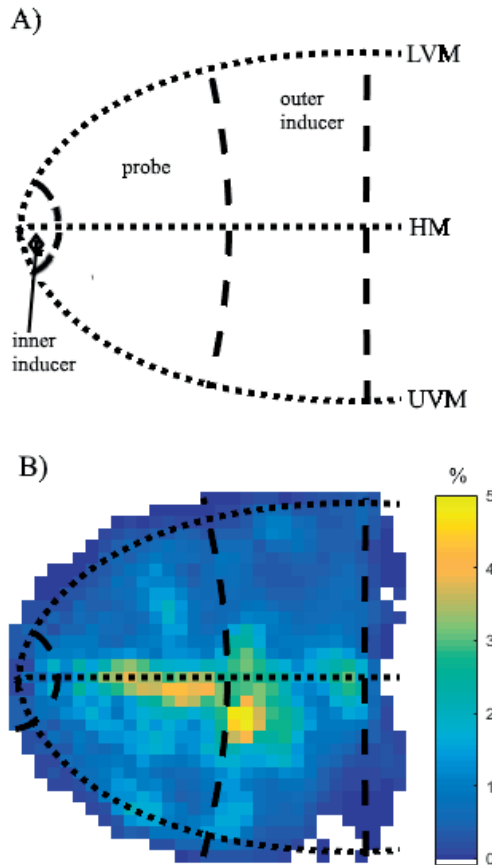 A)
LVM
outer
inducer
probe
HM
inner
inducer
UVM
B)
%
5
4
3
2
1
0